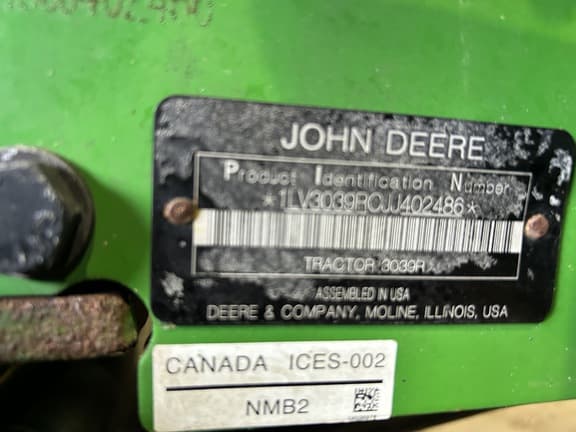 JOHN DEERE
Product Identification Number
*1LV3039RCJJ402486*
TRACTOR 3039R
ASSEMBLED IN USA
DEERE & COMPANY, MOLINE, ILLINOIS, USA
CANADA ICES-002
NMB2